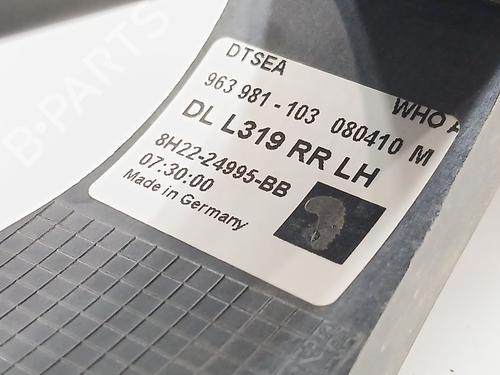 B-PARTS
DTSEA
963 981 - 103 080410 M
WHO A
DL L319 RR LH
8H22-24995-BB
07:30:00
Made in Germany